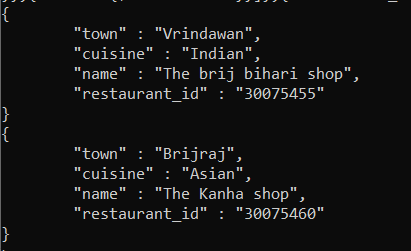 {
"town" : "Vrindawan",
"cuisine" : "Indian",
"name" : "The brij bihari shop",
"restaurant_id" : "30075455"
}
{
"town" : "Brijraj",
"cuisine" : "Asian",
"name" : "The Kanha shop",
"restaurant_id" : "30075460"
}